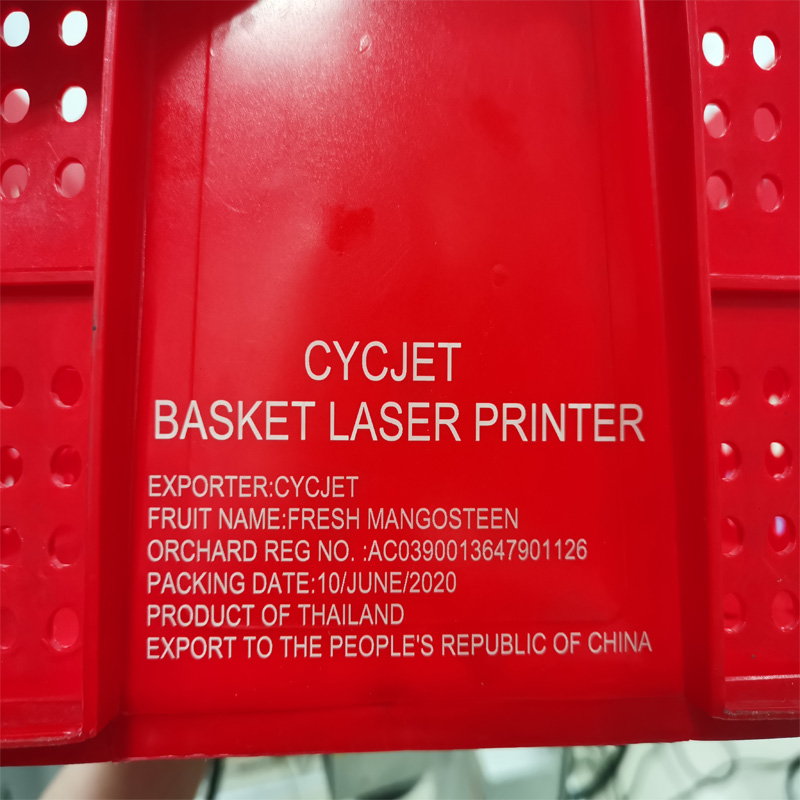 CYCJET
BASKET LASER PRINTER
EXPORTER:CYCJET
FRUIT NAME:FRESH MANGOSTEEN
ORCHARD REG NO. :AC0390013647901126
PACKING DATE:10/JUNE/2020
PRODUCT OF THAILAND
EXPORT TO THE PEOPLE'S REPUBLIC OF CHINA